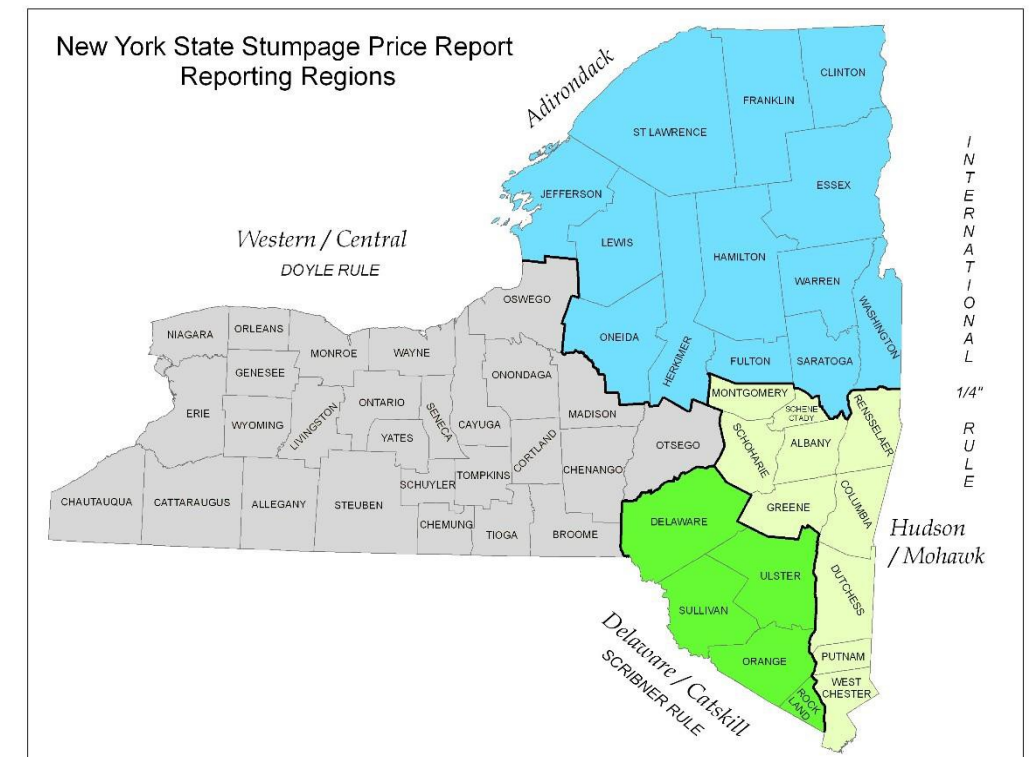 New York State Stumpage Price Report
Reporting Regions
Adirondack
CLINTON
FRANKLIN
ST LAWRENCE
ESSEX
JEFFERSON
LEWIS
HAMILTON
WARREN
WASHINGTON
ONEIDA
HERKIMER
FULTON
SARATOGA
INTERNATIONAL
1/4"
RULE
Western / Central
DOYLE RULE
OSWEGO
NIAGARA
ORLEANS
MONROE
WAYNE
GENESEE
ONONDAGA
ERIE
WYOMING
LIVINGSTON
ONTARIO
SENECA
CAYUGA
YATES
CORTLAND
MADISON
OTSEGO
CHENANGO
CHAUTAUQUA
CATTARAUGUS
ALLEGANY
STEUBEN
SCHUYLER
TOMPKINS
CHEMUNG
TIOGA
BROOME
MONTGOMERY
SCHENE
CTADY
RENSSELAER
SCHOHARIE
ALBANY
GREENE
COLUMBIA
Hudson
/ Mohawk
DUTCHESS
PUTNAM
WEST
CHESTER
DELAWARE
ULSTER
SULLIVAN
ORANGE
ROCK
LAND
Delaware / Catskill
SCRIBNER RULE